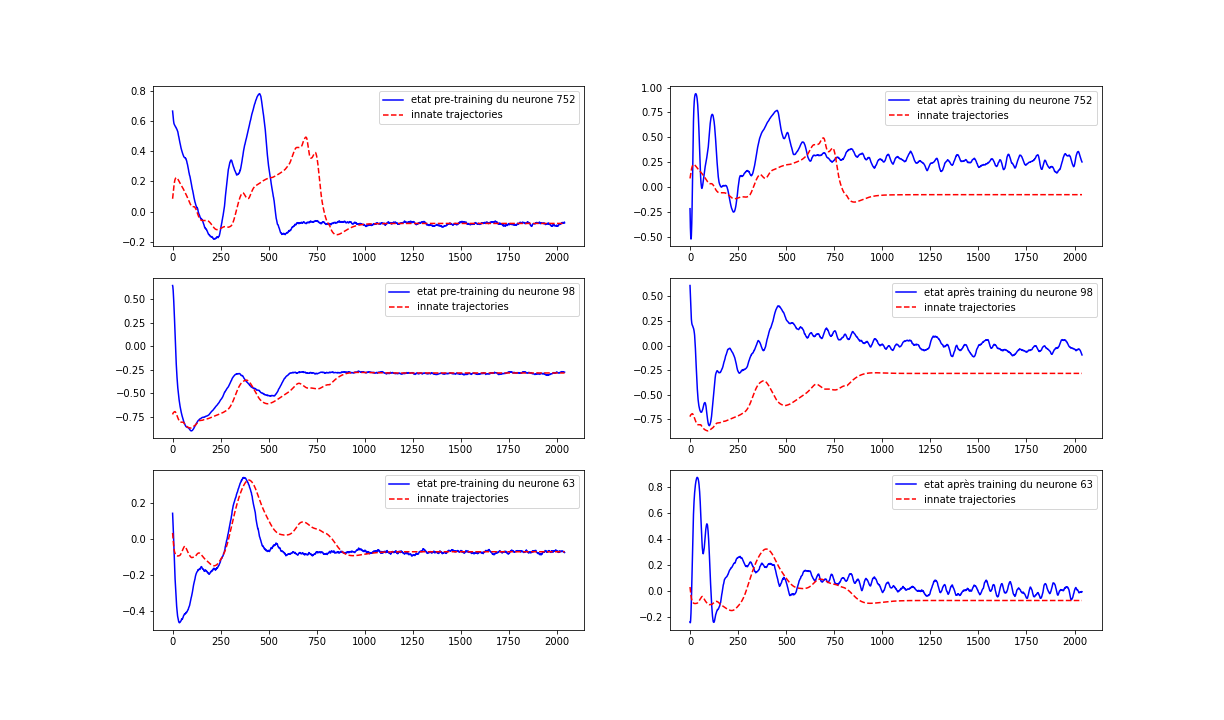 0.8
0.6
0.4
0.2
0.0
−0.2
0 250 500 750 1000 1250 1500 1750 2000
etat pre-training du neurone 752
innate trajectories
1.00
0.75
0.50
0.25
0.00
−0.25
−0.50
0 250 500 750 1000 1250 1500 1750 2000
etat après training du neurone 752
innate trajectories
0.50
0.25
0.00
−0.25
−0.50
−0.75
0 250 500 750 1000 1250 1500 1750 2000
etat pre-training du neurone 98
innate trajectories
0.50
0.25
0.00
−0.25
−0.50
−0.75
0 250 500 750 1000 1250 1500 1750 2000
etat après training du neurone 98
innate trajectories
0.2
0.0
−0.2
−0.4
0 250 500 750 1000 1250 1500 1750 2000
etat pre-training du neurone 63
innate trajectories
0.8
0.6
0.4
0.2
0.0
−0.2
0 250 500 750 1000 1250 1500 1750 2000
etat après training du neurone 63
innate trajectories